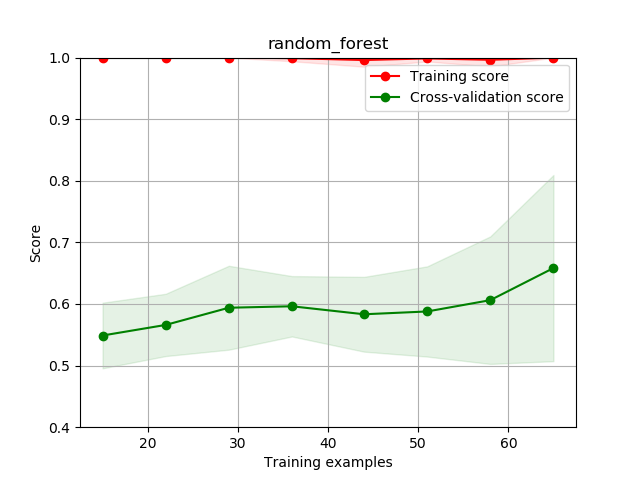 random_forest
1.0
0.9
0.8
0.7
0.6
0.5
0.4
Score
Training score
Cross-validation score
20 30 40 50 60
Training examples